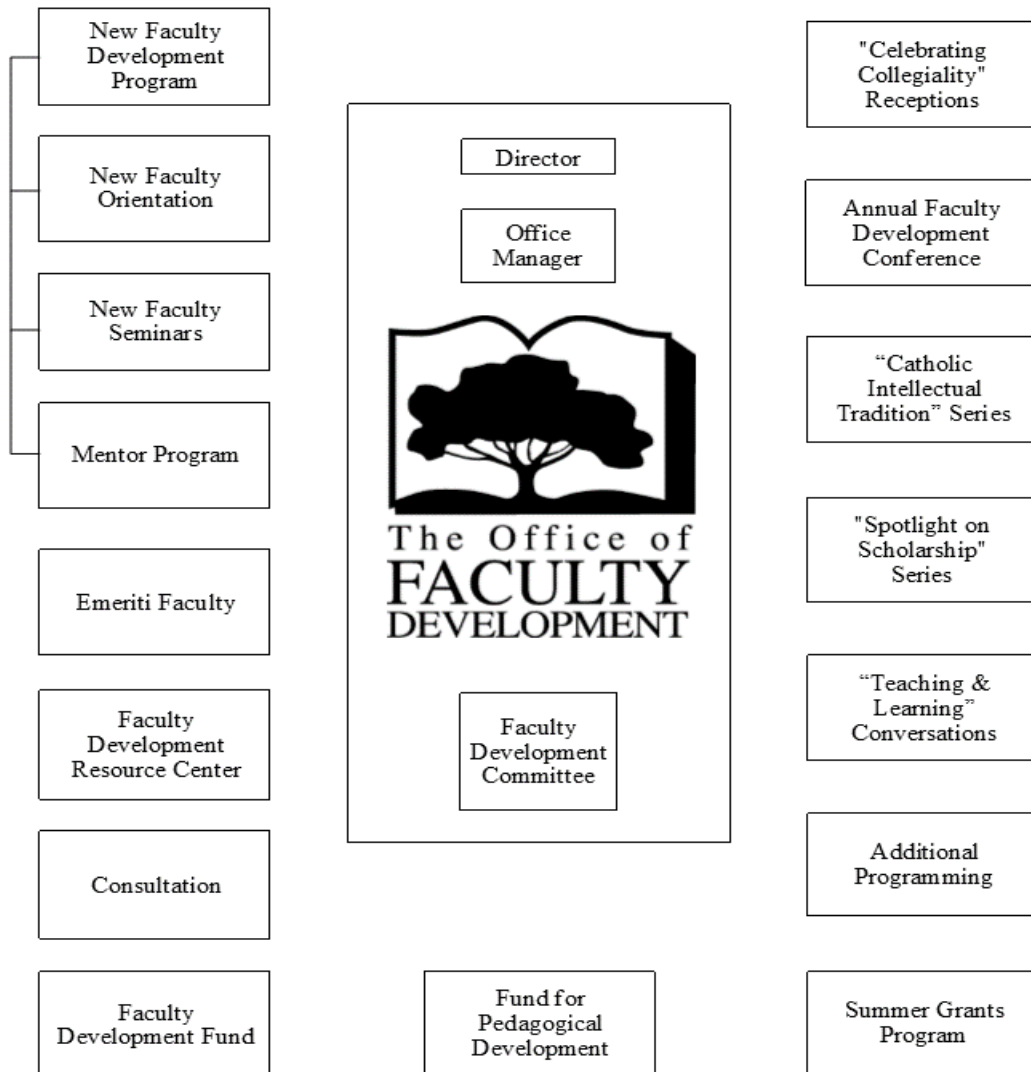 New Faculty
Development
Program
New Faculty
Orientation
New Faculty
Seminars
Mentor Program
Emeriti Faculty
Faculty
Development
Resource Center
Consultation
Faculty
Development Fund
Director
Office
Manager
The Office of
FACULTY
DEVELOPMENT
Faculty
Development
Committee
Fund for
Pedagogical
Development
"Celebrating
Collegiality"
Receptions
Annual Faculty
Development
Conference
“Catholic
Intellectual
Tradition” Series
"Spotlight on
Scholarship"
Series
“Teaching &
Learning”
Conversations
Additional
Programming
Summer Grants
Program